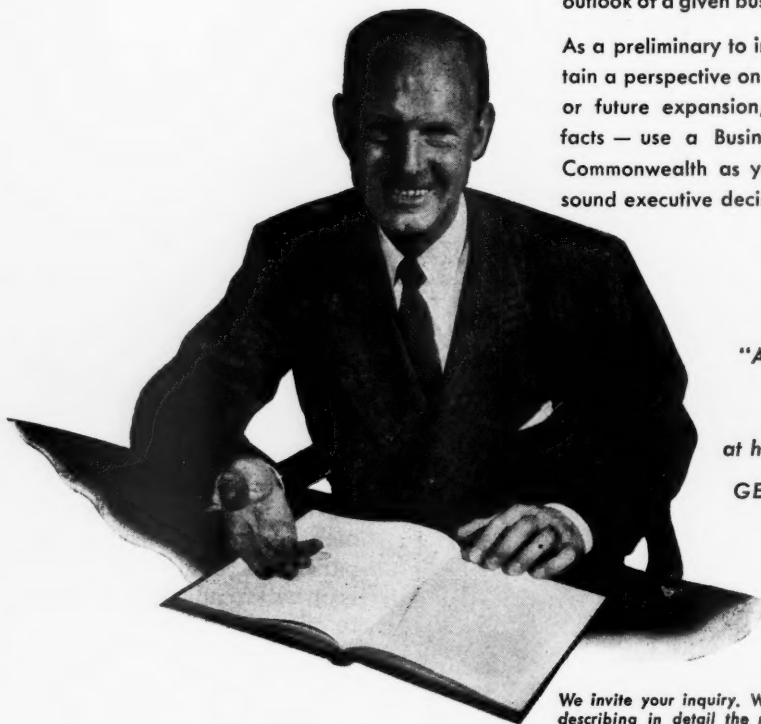 outlook of a given bus
As a preliminary to i
tain a perspective on
or future expansion,
facts — use a Busin
Commonwealth as y
sound executive deci
"A
at h
GE
We invite your inquiry. W
describing in detail the